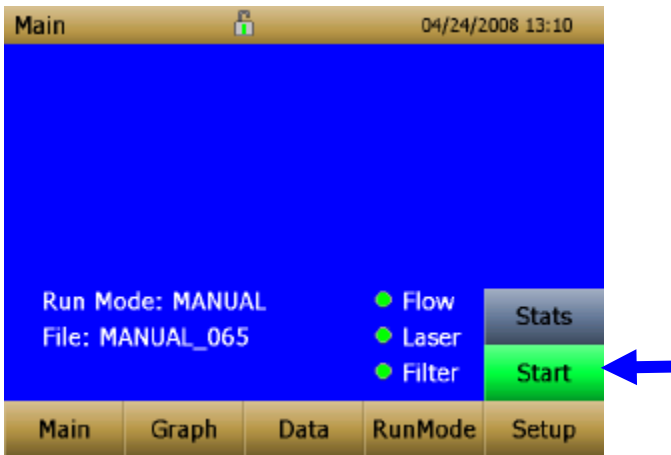 Main 04/24/2008 13:10
Run Mode: MANUAL
File: MANUAL_065
Flow
Laser
Filter
Stats
Start
Main Graph Data RunMode Setup